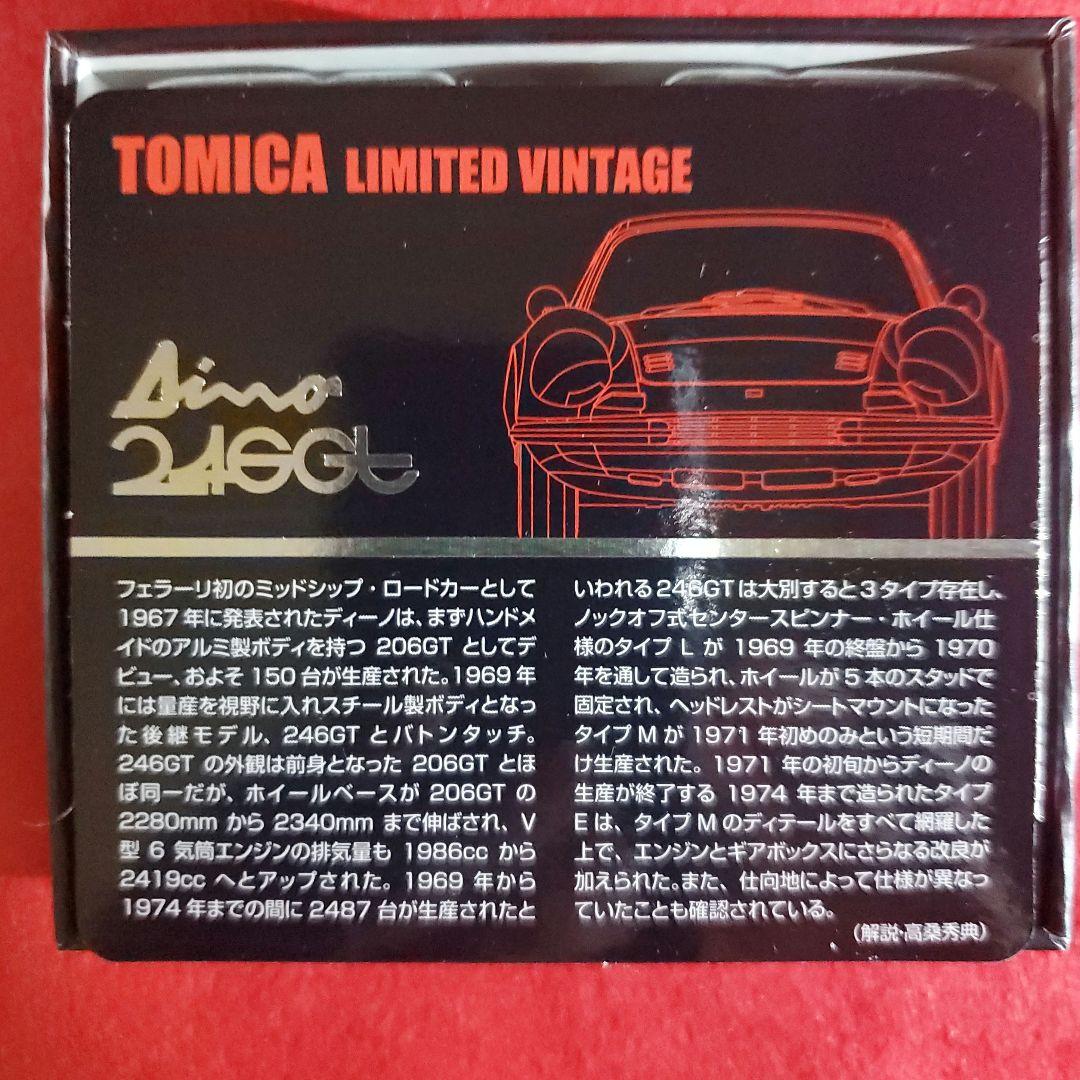 TOMICA LIMITED VINTAGE
Dino
246GT
フェラーリ初のミッドシップ・ロードカーとして
1967年に発表されたディーノは、まずハンドメ
イドのアルミ製ボディを持つ 206GT としてデ
ビュー、およそ 150 台が生産された。1969年
には量産を視野に入れスチール製ボディとなっ
た後継モデル、246GT とバトンタッチ。
246GT の外観は前身となった 206GT とほ
ぼ同一だが、ホイールベースが 206GT の
2280mm から 2340mm まで伸ばされ、V
型 6 気筒エンジンの排気量も 1986cc から
2419cc へとアップされた。1969 年から
1974年までの間に 2487 台が生産されたと
いわれる246GTは大別すると3タイプ存在し、
ノックオフ式センタースピンナー・ホイール仕
様のタイプ L が 1969 年の終盤から 1970
年を通して造られ、ホイールが5本のスタッドで
固定され、ヘッドレストがシートマウントになった
タイプ M が 1971 年初めのみという短期間だ
け生産された。1971 年の初旬からディーノの
生産が終了する 1974 年まで造られたタイプ
E は、タイプ M のディテールをすべて網羅した
上で、エンジンとギアボックスにさらなる改良が
加えられた。また、仕向地によって仕様が異なっ
ていたことも確認されている。
(解説・高桑秀典)